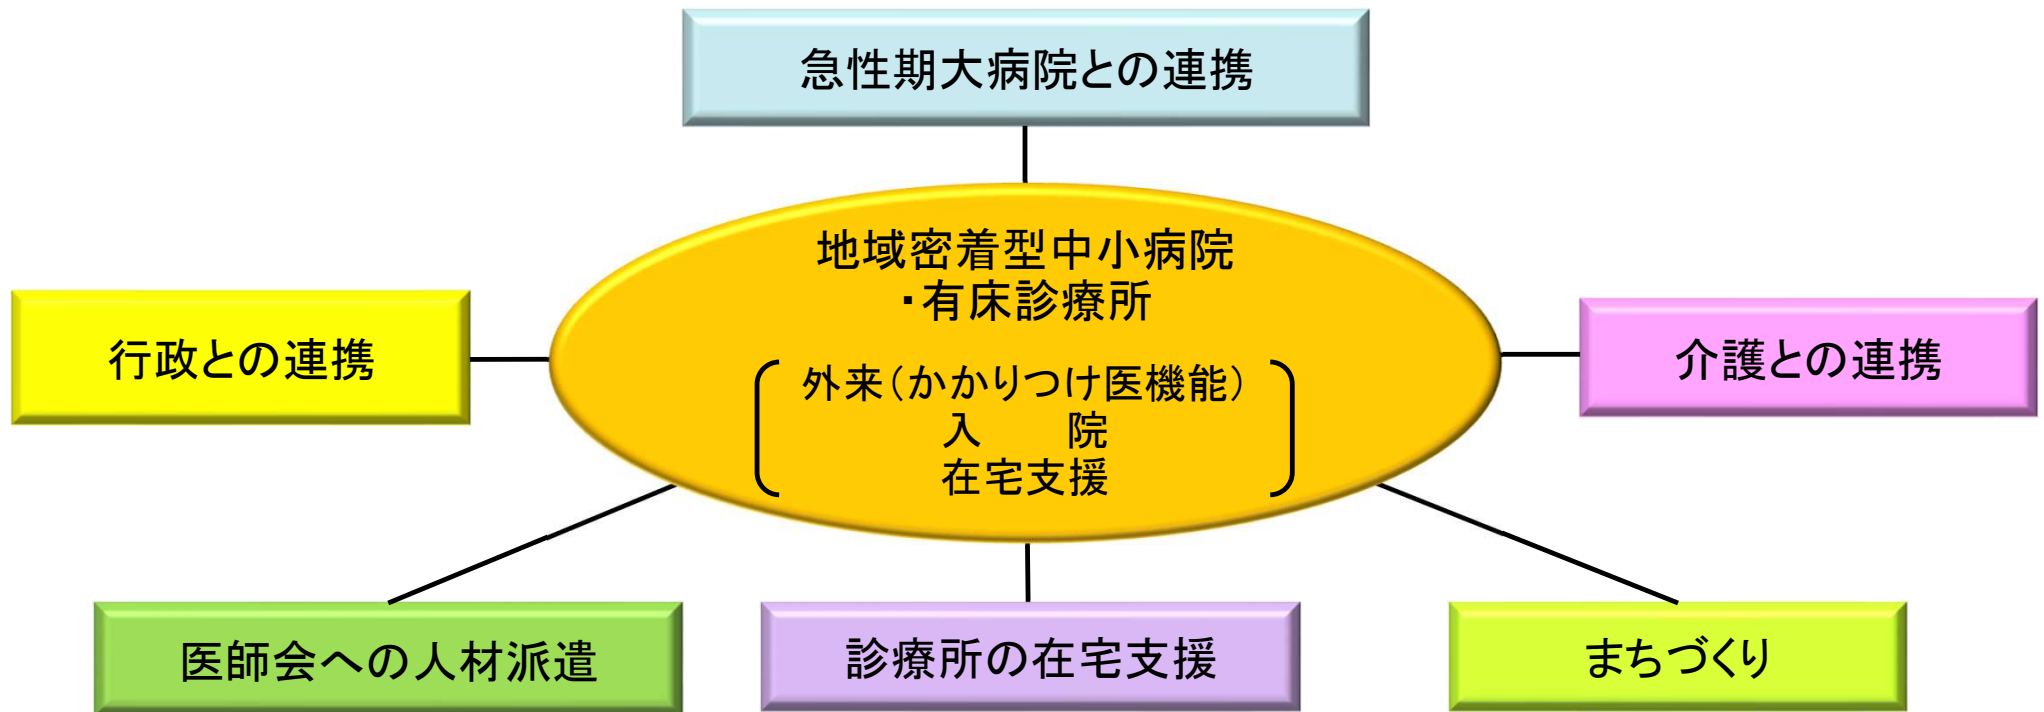 急性期大病院との連携
地域密着型中小病院
・有床診療所
行政との連携
介護との連携
外来（かかりつけ医機能）
入　　院
在宅支援
医師会への人材派遣
診療所の在宅支援
まちづくり